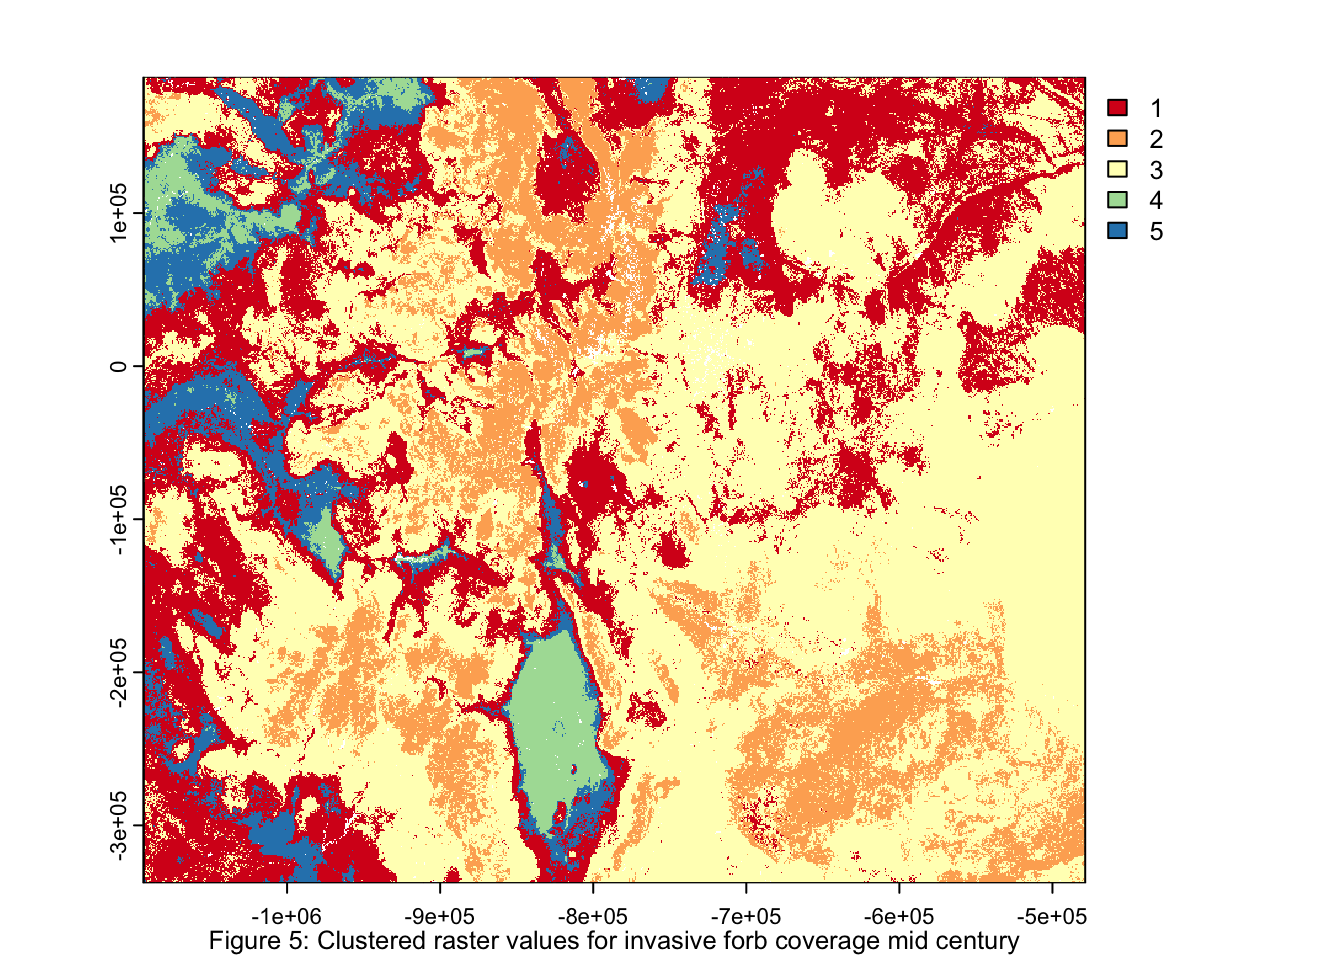 1
2
3
4
5
1e+05
0
-1e+05
-2e+05
-3e+05
-1e+06 -9e+05 -8e+05 -7e+05 -6e+05 -5e+05
Figure 5: Clustered raster values for invasive forb coverage mid century